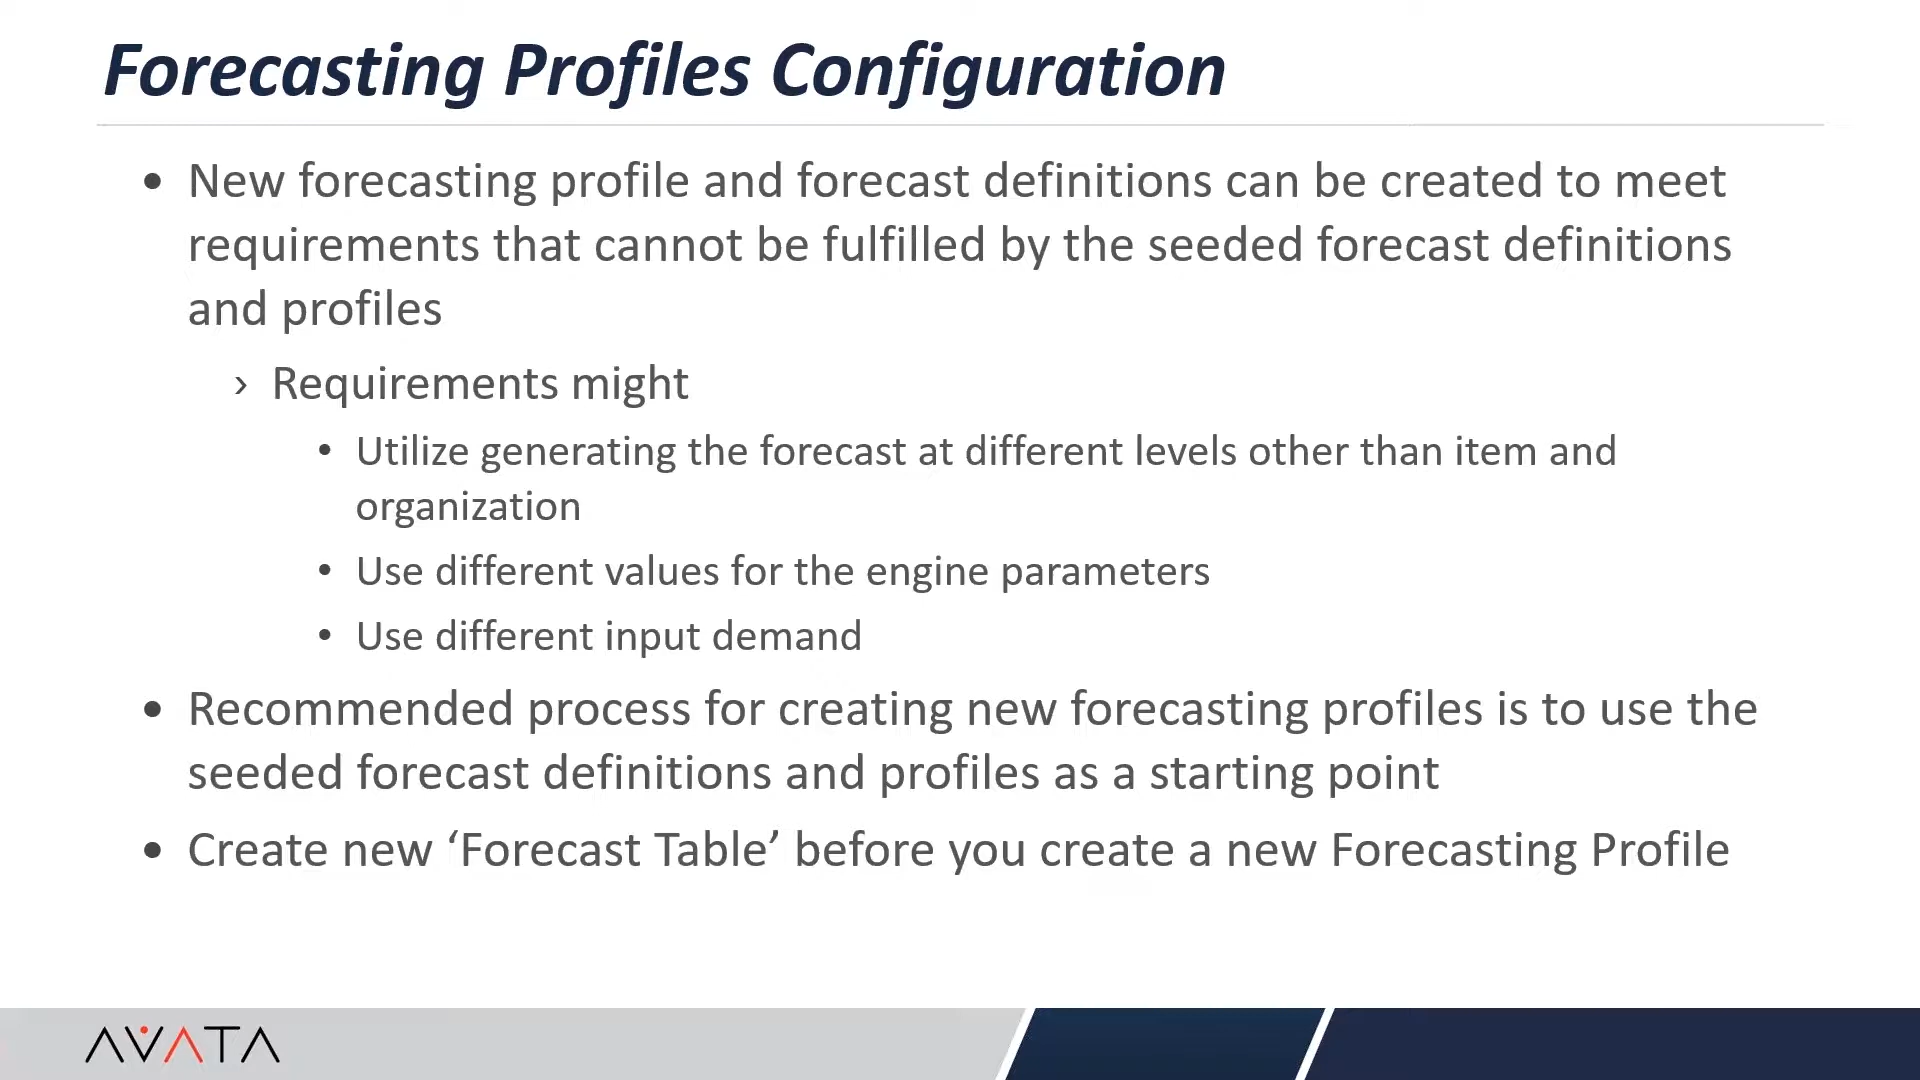 Forecasting Profiles Configuration
• New forecasting profile and forecast definitions can be created to meet
requirements that cannot be fulfilled by the seeded forecast definitions
and profiles
› Requirements might
• Utilize generating the forecast at different levels other than item and
organization
• Use different values for the engine parameters
• Use different input demand
• Recommended process for creating new forecasting profiles is to use the
seeded forecast definitions and profiles as a starting point
• Create new ‘Forecast Table’ before you create a new Forecasting Profile
AVATA